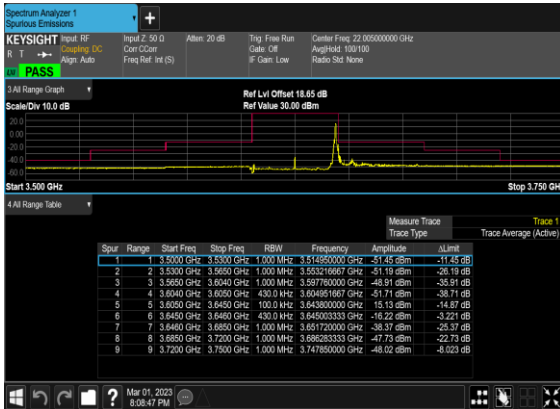 Spectrum Analyzer 1
Spurious Emissions
+
KEYSIGHT Input: RF Input Z: 50 Ω Atten: 20 dB Trig: Free Run Center Freq: 22.005000000 GHz
R T Coupling: DC Corr CCorr Gate: Off Avg|Hold: 100/100
Align: Auto Freq Ref: Int (S) IF Gain: Low Radio Std: None
PASS
3 All Range Graph
Ref Lvl Offset 18.65 dB
Scale/Div 10.0 dB Ref Value 30.00 dBm
20.0
0.00
-20.0
-40.0
Start 3.500 GHz Stop 3.750 GHz
4 All Range Table
Measure Trace Trace 1
Trace Type Trace Average (Active)
Spur Range Start Freq Stop Freq RBW Frequency Amplitude ΔLimit
1 1 3.5000 GHz 3.5300 GHz 1.000 MHz 3.514950000 GHz -51.45 dBm -11.45 dB
2 2 3.5300 GHz 3.5650 GHz 1.000 MHz 3.553216667 GHz -51.19 dBm -26.19 dB
3 3 3.5650 GHz 3.6040 GHz 1.000 MHz 3.597760000 GHz -48.91 dBm -35.91 dB
4 4 3.6040 GHz 3.6050 GHz 430.0 kHz 3.604951667 GHz -51.71 dBm -38.71 dB
5 5 3.6050 GHz 3.6450 GHz 100.0 kHz 3.643800000 GHz 15.13 dBm -14.87 dB
6 6 3.6450 GHz 3.6460 GHz 430.0 kHz 3.645003333 GHz -16.22 dBm -3.221 dB
7 7 3.6460 GHz 3.6850 GHz 1.000 MHz 3.651720000 GHz -38.37 dBm -25.37 dB
8 8 3.6850 GHz 3.7200 GHz 1.000 MHz 3.686283333 GHz -47.73 dBm -22.73 dB
9 9 3.7200 GHz 3.7500 GHz 1.000 MHz 3.747850000 GHz -48.02 dBm -8.023 dB
? Mar 01, 2023
8:08:47 PM